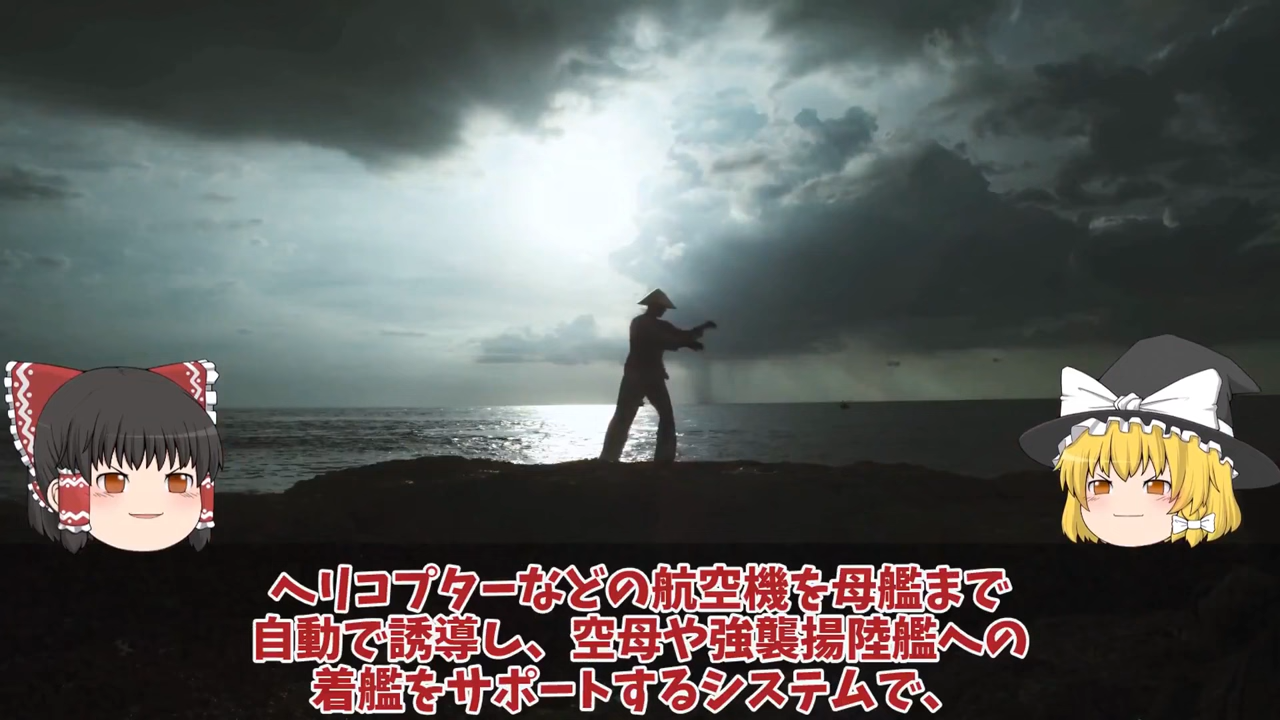 ヘリコプターなどの航空機を母艦まで
自動で誘導し、空母や強襲揚陸艦への
着艦をサポートするシステムで、